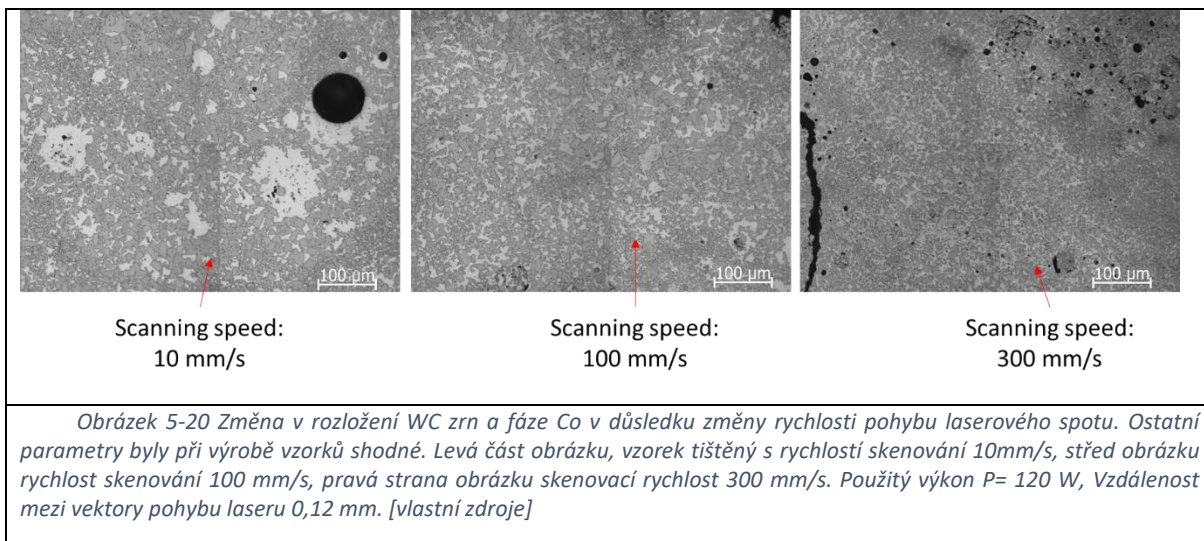 100 µm
100 µm
100 µm
Scanning speed:
10 mm/s
Scanning speed:
100 mm/s
Scanning speed:
300 mm/s
Obrázek 5-20 Změna v rozložení WC zrn a fáze Co v důsledku změny rychlosti pohybu laserového spotu. Ostatní
parametry byly při výrobě vzorků shodné. Levá část obrázku, vzorek tištěný s rychlostí skenování 10mm/s, střed obrázku
rychlost skenování 100 mm/s, pravá strana obrázku skenovací rychlost 300 mm/s. Použitý výkon P= 120 W, Vzdálenost
mezi vektory pohybu laseru 0,12 mm. [vlastní zdroje]